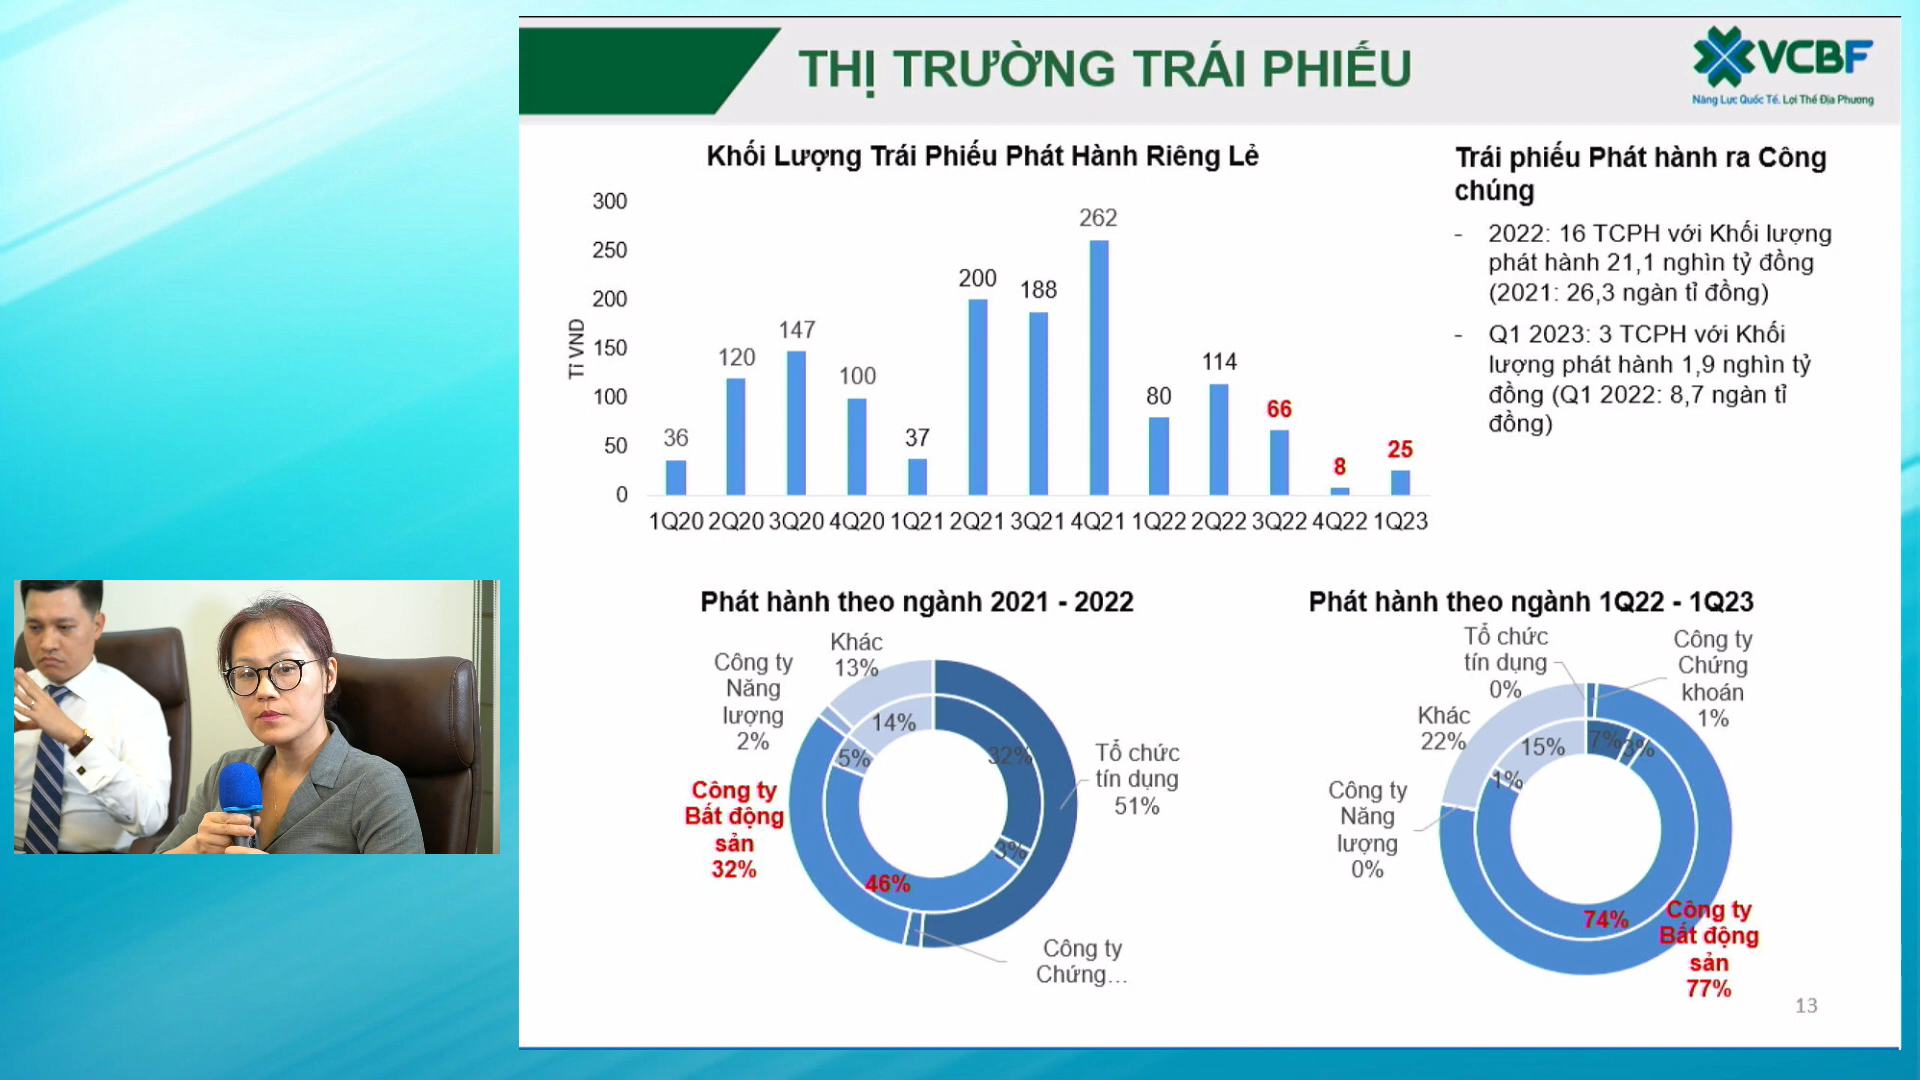 THỊ TRƯỜNG TRÁI PHIẾU
VCBF
Năng Lực Quốc Tế. Lợi Thế Địa Phương
Khối Lượng Trái Phiếu Phát Hành Riêng Lẻ
Tỉ VND
300
250
200
150
100
50
0
36
120
147
100
37
200
188
262
80
114
66
8
25
1Q20 2Q20 3Q20 4Q20 1Q21 2Q21 3Q21 4Q21 1Q22 2Q22 3Q22 4Q22 1Q23
Trái phiếu Phát hành ra Công
chúng
- 2022: 16 TCPH với Khối lượng
phát hành 21,1 nghìn tỷ đồng
(2021: 26,3 ngàn tỉ đồng)
- Q1 2023: 3 TCPH với Khối
lượng phát hành 1,9 nghìn tỷ
đồng (Q1 2022: 8,7 ngàn tỉ
đồng)
Phát hành theo ngành 2021 - 2022
Khác
13%
Công ty
Năng
lượng
2%
Công ty
Bất động
sản
32%
Tổ chức
tín dụng
51%
Công ty
Chứng...
14%
5%
32%
3%
46%
Phát hành theo ngành 1Q22 - 1Q23
Tổ chức
tín dụng
0%
Công ty
Chứng
khoán
1%
Khác
22%
Công ty
Năng
lượng
0%
Công ty
Bất động
sản
77%
15%
7%
3%
1%
74%
13